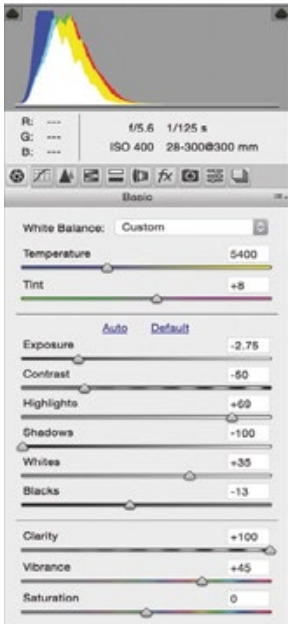 R: ---
G: ---
B: ---
f/5.6 1/125 s
ISO 400 28-300@300 mm
fx
Basic
White Balance: Custom
Temperature 5400
Tint +8
Auto Default
Exposure -2.75
Contrast -50
Highlights +69
Shadows -100
Whites +35
Blacks -13
Clarity +100
Vibrance +45
Saturation 0